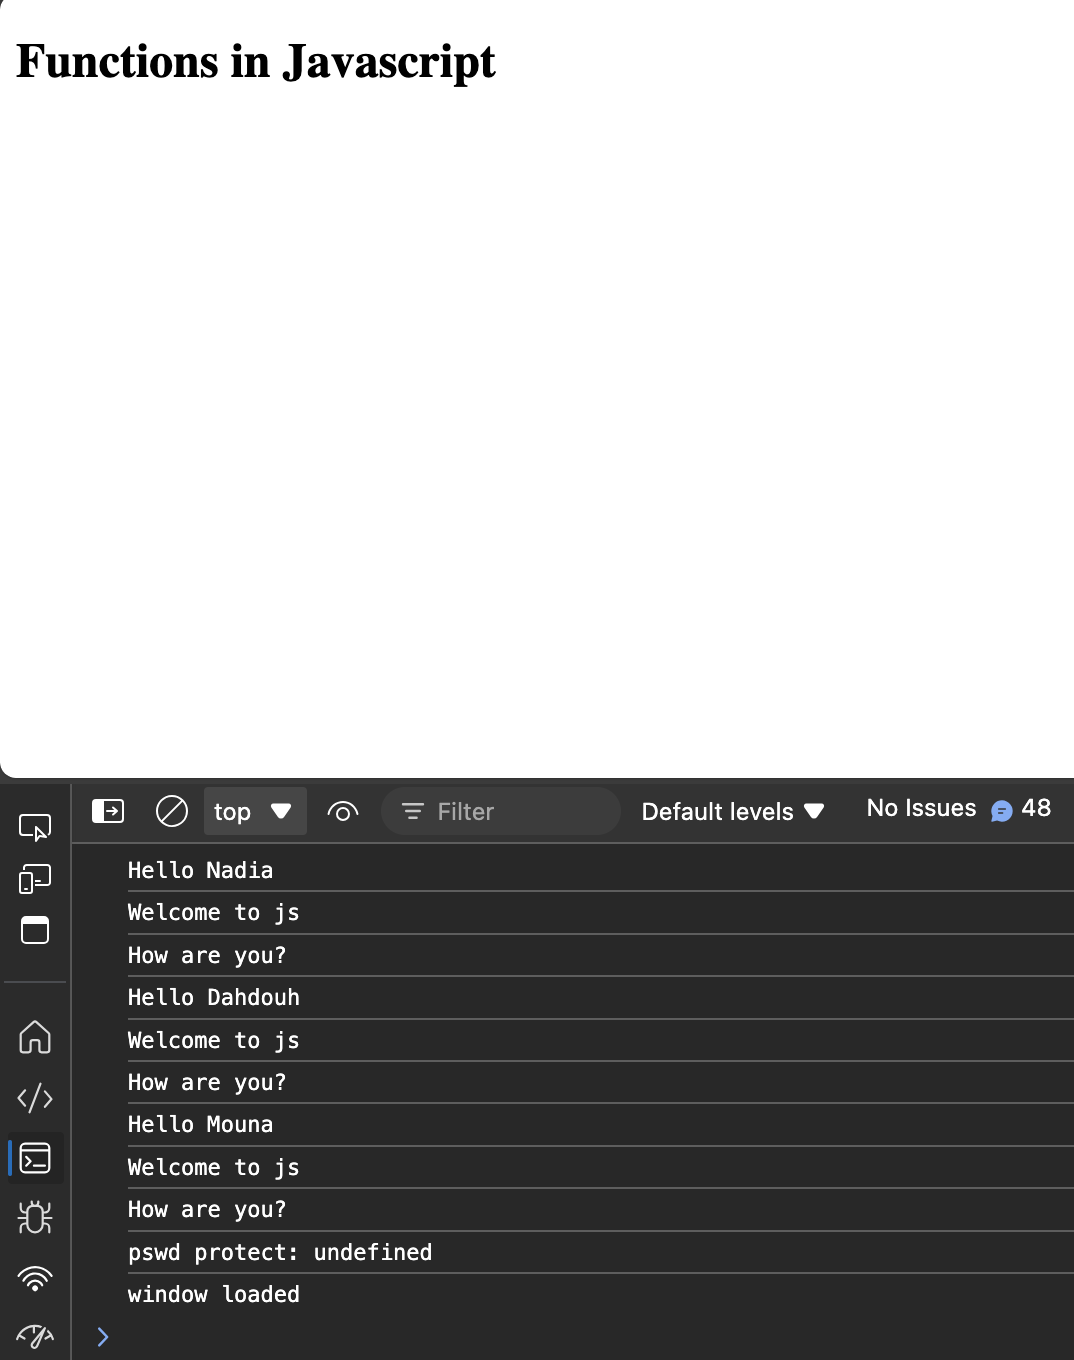 Functions in Javascript
top Filter Default levels No Issues 48
Hello Nadia
Welcome to js
How are you?
Hello Dahdouh
Welcome to js
How are you?
Hello Mouna
Welcome to js
How are you?
pswd protect: undefined
window loaded